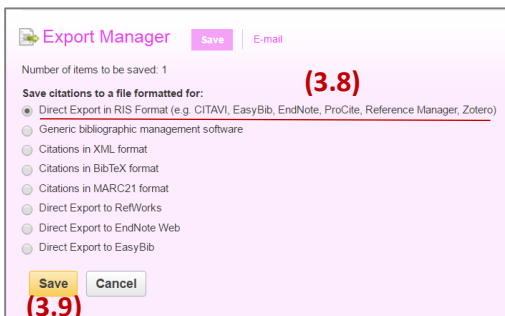 Export Manager Save E-mail
Number of items to be saved: 1
(3.8)
Save citations to a file formatted for:
Direct Export in RIS Format (e.g. CITAVI, EasyBib, EndNote, ProCite, Reference Manager, Zotero)
Generic bibliographic management software
Citations in XML format
Citations in BibTeX format
Citations in MARC21 format
Direct Export to RefWorks
Direct Export to EndNote Web
Direct Export to EasyBib
Save Cancel
(3.9)